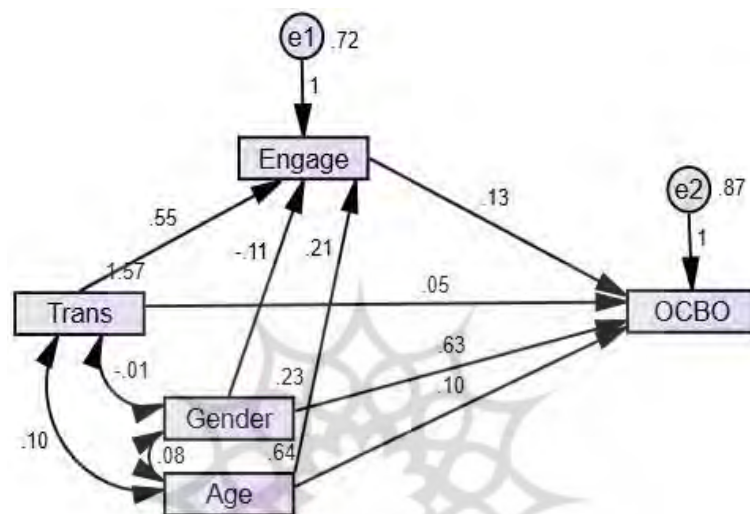 e1 .72
1
Engage
e2 .87
.55
-.11
.21
.13
1
1.57
Trans
.05
OCBO
-.01
.23
.63
Gender
.10
.10
.08
.64
Age